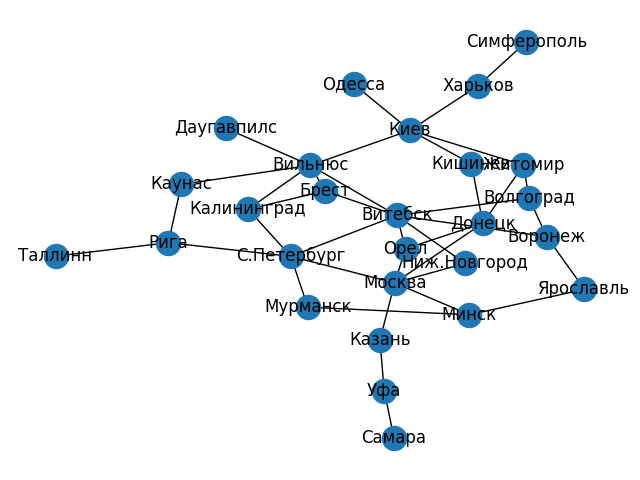 Симферополь
Одесса
Харьков
Даугавпилс
Киев
Вильнюс
Кишинев
Житомир
Каунас
Брест
Калининград
Волгоград
Витебск
Донецк
Воронеж
Рига
Орел
Таллинн
С.Петербург
Ниж.Новгород
Москва
Ярославль
Мурманск
Минск
Казань
Уфа
Самара